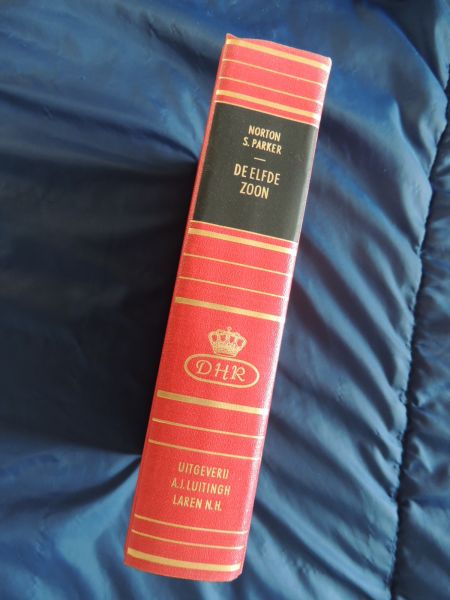 NORTON
S. PARKER
DE ELFDE
ZOON
DHR
UITGEVERIJ
A.J. LUITINGH
LAREN N.H.